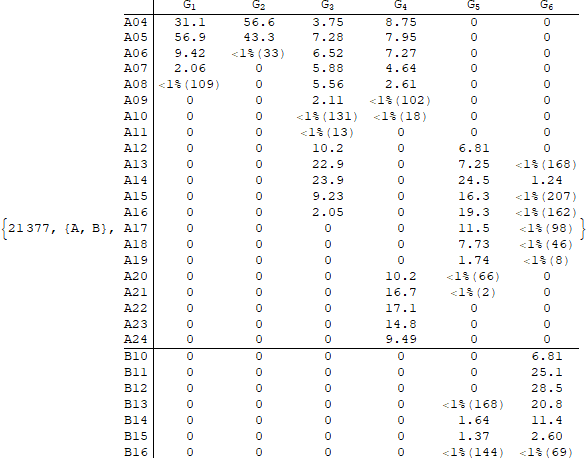 G1 G2 G3 G4 G5 G6
A04 31.1 56.6 3.75 8.75 0 0
A05 56.9 43.3 7.28 7.95 0 0
A06 9.42 <1%(33) 6.52 7.27 0 0
A07 2.06 0 5.88 4.64 0 0
A08 <1%(109) 0 5.56 2.61 0 0
A09 0 0 2.11 <1%(102) 0 0
A10 0 0 <1%(131) <1%(18) 0 0
A11 0 0 <1%(13) 0 0 0
A12 0 0 10.2 0 6.81 0
A13 0 0 22.9 0 7.25 <1%(168)
A14 0 0 23.9 0 24.5 1.24
A15 0 0 9.23 0 16.3 <1%(207)
A16 0 0 2.05 0 19.3 <1%(162)
{21377, {A, B}, A17 0 0 0 0 11.5 <1%(98) }
A18 0 0 0 0 7.73 <1%(46)
A19 0 0 0 0 1.74 <1%(8)
A20 0 0 0 10.2 <1%(66) 0
A21 0 0 0 16.7 <1%(2) 0
A22 0 0 0 17.1 0 0
A23 0 0 0 14.8 0 0
A24 0 0 0 9.49 0 0
B10 0 0 0 0 0 6.81
B11 0 0 0 0 0 25.1
B12 0 0 0 0 0 28.5
B13 0 0 0 0 <1%(168) 20.8
B14 0 0 0 0 1.64 11.4
B15 0 0 0 0 1.37 2.60
B16 0 0 0 0 <1%(144) <1%(69)